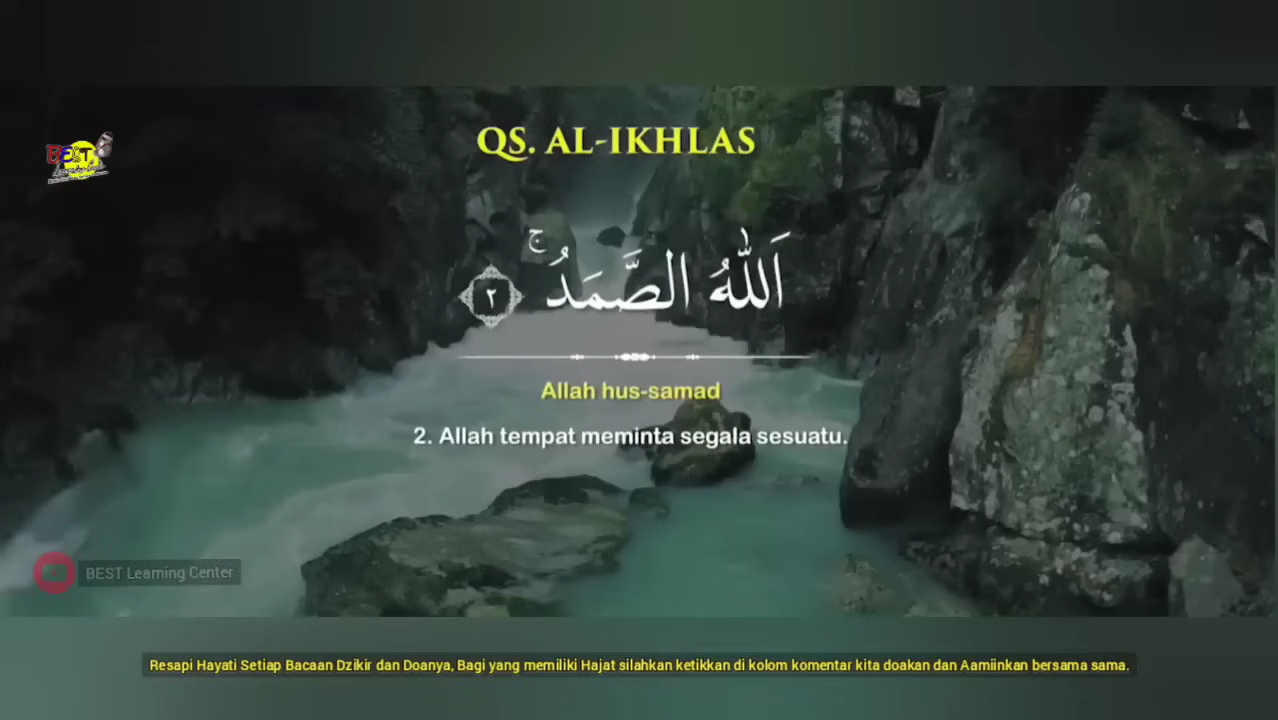 BEST
QS. AL-IKHLAS
اَللّٰهُ الصَّمَدُ ۚ ٢
Allah hus-samad
2. Allah tempat meminta segala sesuatu.
BEST Learning Center
Resapi Hayati Setiap Bacaan Dzikir dan Doanya, Bagi yang memiliki Hajat silahkan ketikkan di kolom komentar kita doakan dan Aamiinkan bersama sama.